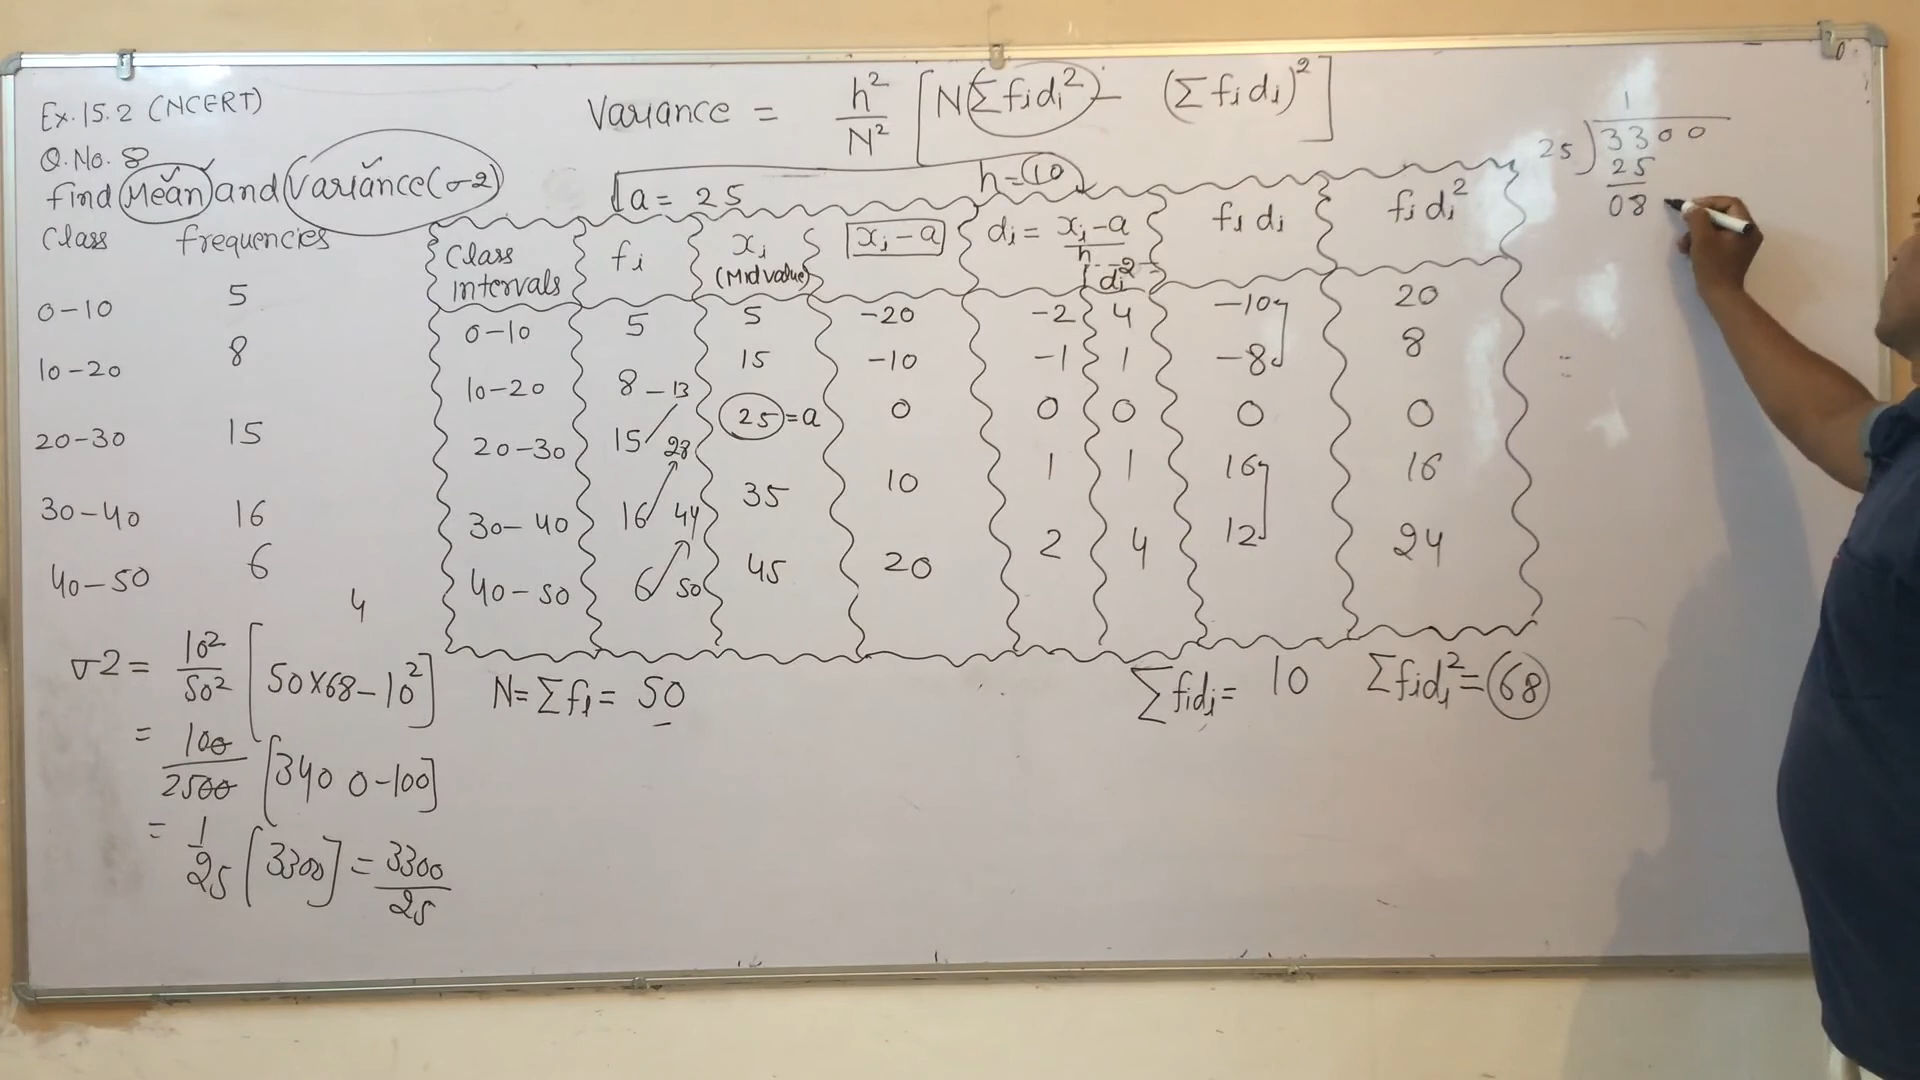 Ex. 15.2 (NCERT)
Q. No. 8
Find Mean and Variance (σ2)
Class frequencies
0-10 5
10-20 8
20-30 15
30-40 16
40-50 6
4
Variance = h²/N² [N Σfidi² - (Σfidi)²]
a = 25
h = 10
Class Intervals fi xi (Mid value) xi-a di = xi-a/h di² fi di fi di²
0-10 5 5 -20 -2 4 -10 20
10-20 8-13 15 -10 -1 1 -8 8
20-30 15 28 25 = a 0 0 0 0 0
30-40 16 44 35 10 1 1 16 16
40-50 6 50 45 20 2 4 12 24
N = Σfi = 50 Σfidi = 10 Σfidi² = 68
σ2 = 10²/50² [50×68-10²]
= 100/2500 [3400-100]
= 1/25 [3300] = 3300/25
1
25) 3300
25
08
=